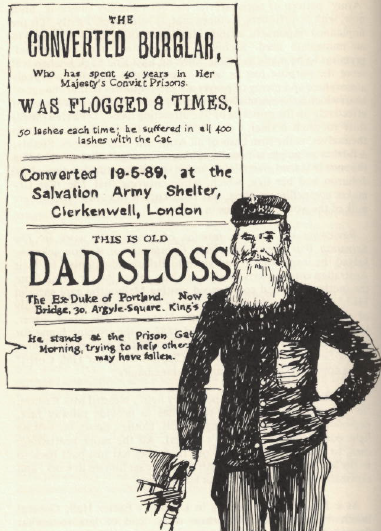 THE
CONVERTED BURGLAR,
Who has spent 40 years in Her
Majesty's Convict Prisons.
WAS FLOGGED 8 TIMES,
50 lashes each time; he suffered in all 400
lashes with the Cat
Converted 19-5-89, at the
Salvation Army Shelter,
Clerkenwell, London
THIS IS OLD
DAD SLOSS
The Ex-Duke of Portland. Now
Bridge, 30, Argyle-Square. King's
He stands at the Prison
Morning, trying to help
may have fallen.